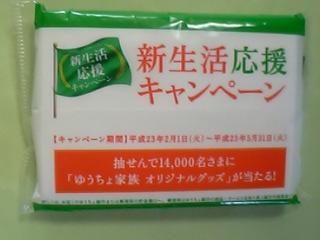 新生活
応援
キャンペーン
新生活応援
キャンペーン
【キャンペーン期間】平成23年2月1日(火)〜平成23年5月31日(火)
抽せんで14,000名さまに
「ゆうちょ家族 オリジナルグッズ」が当たる!